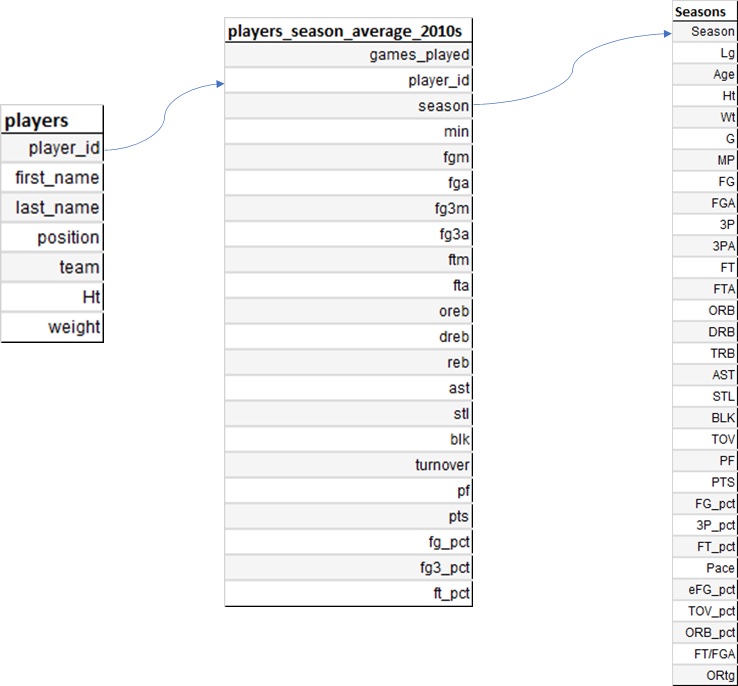 players
player_id
first_name
last_name
position
team
Ht
weight
players_season_average_2010s
games_played
player_id
season
min
fgm
fga
fg3m
fg3a
ftm
fta
oreb
dreb
reb
ast
stl
blk
turnover
pf
pts
fg_pct
fg3_pct
ft_pct
Seasons
Season
Lg
Age
Ht
Wt
G
MP
FG
FGA
3P
3PA
FT
FTA
ORB
DRB
TRB
AST
STL
BLK
TOV
PF
PTS
FG_pct
3P_pct
FT_pct
Pace
eFG_pct
TOV_pct
ORB_pct
FT/FGA
ORtg